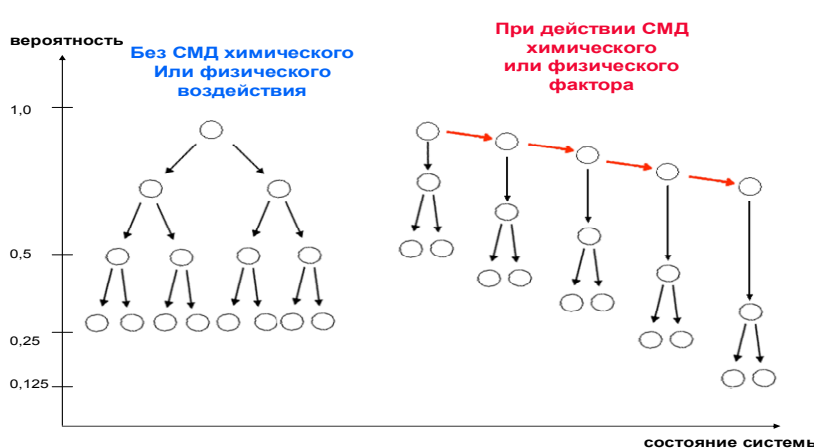 вероятность
Без СМД химического
Или физического
воздействия
При действии СМД
химического
или физического
фактора
1,0
0,5
0,25
0,125
состояние системы